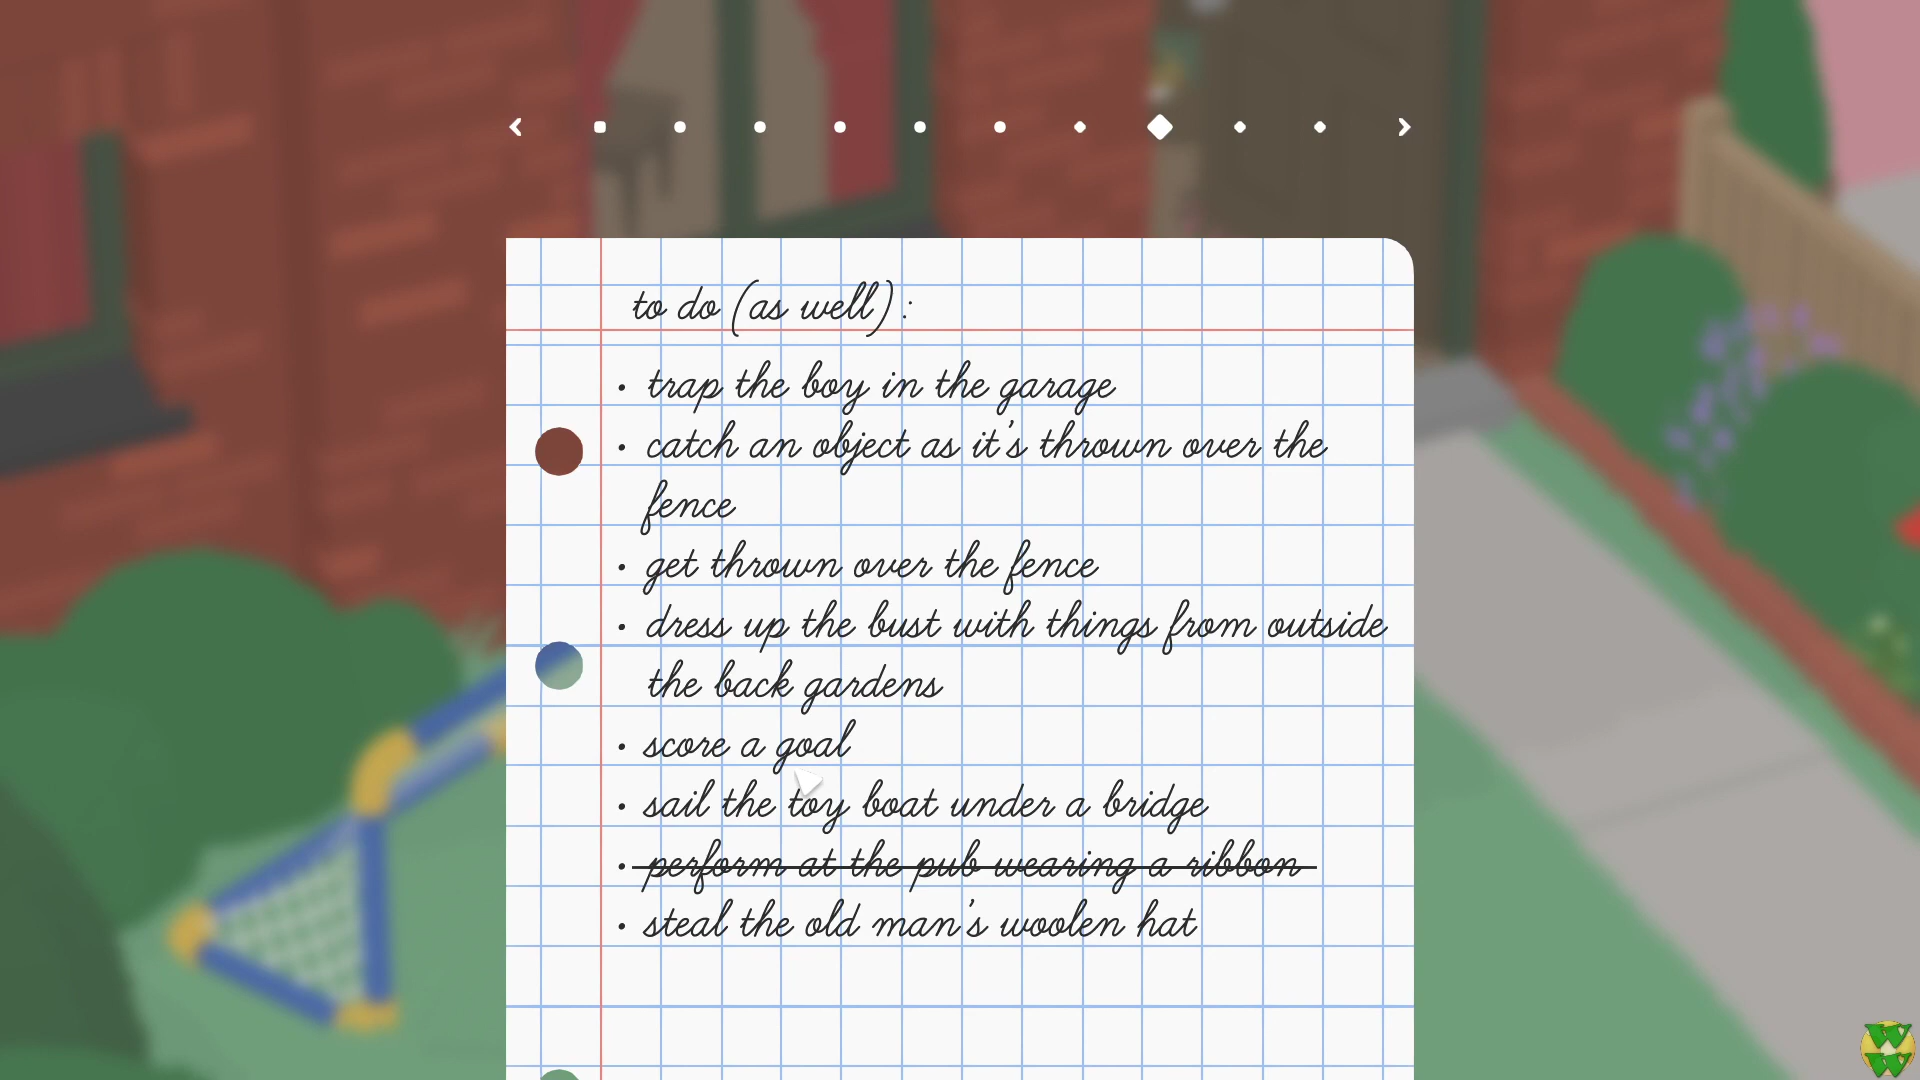 to do (as well):
• trap the boy in the garage
• catch an object as it's thrown over the
fence
• get thrown over the fence
• dress up the bust with things from outside
the back gardens
• score a goal
• sail the toy boat under a bridge
• perform at the pub wearing a ribbon
• steal the old man's woolen hat
W
W